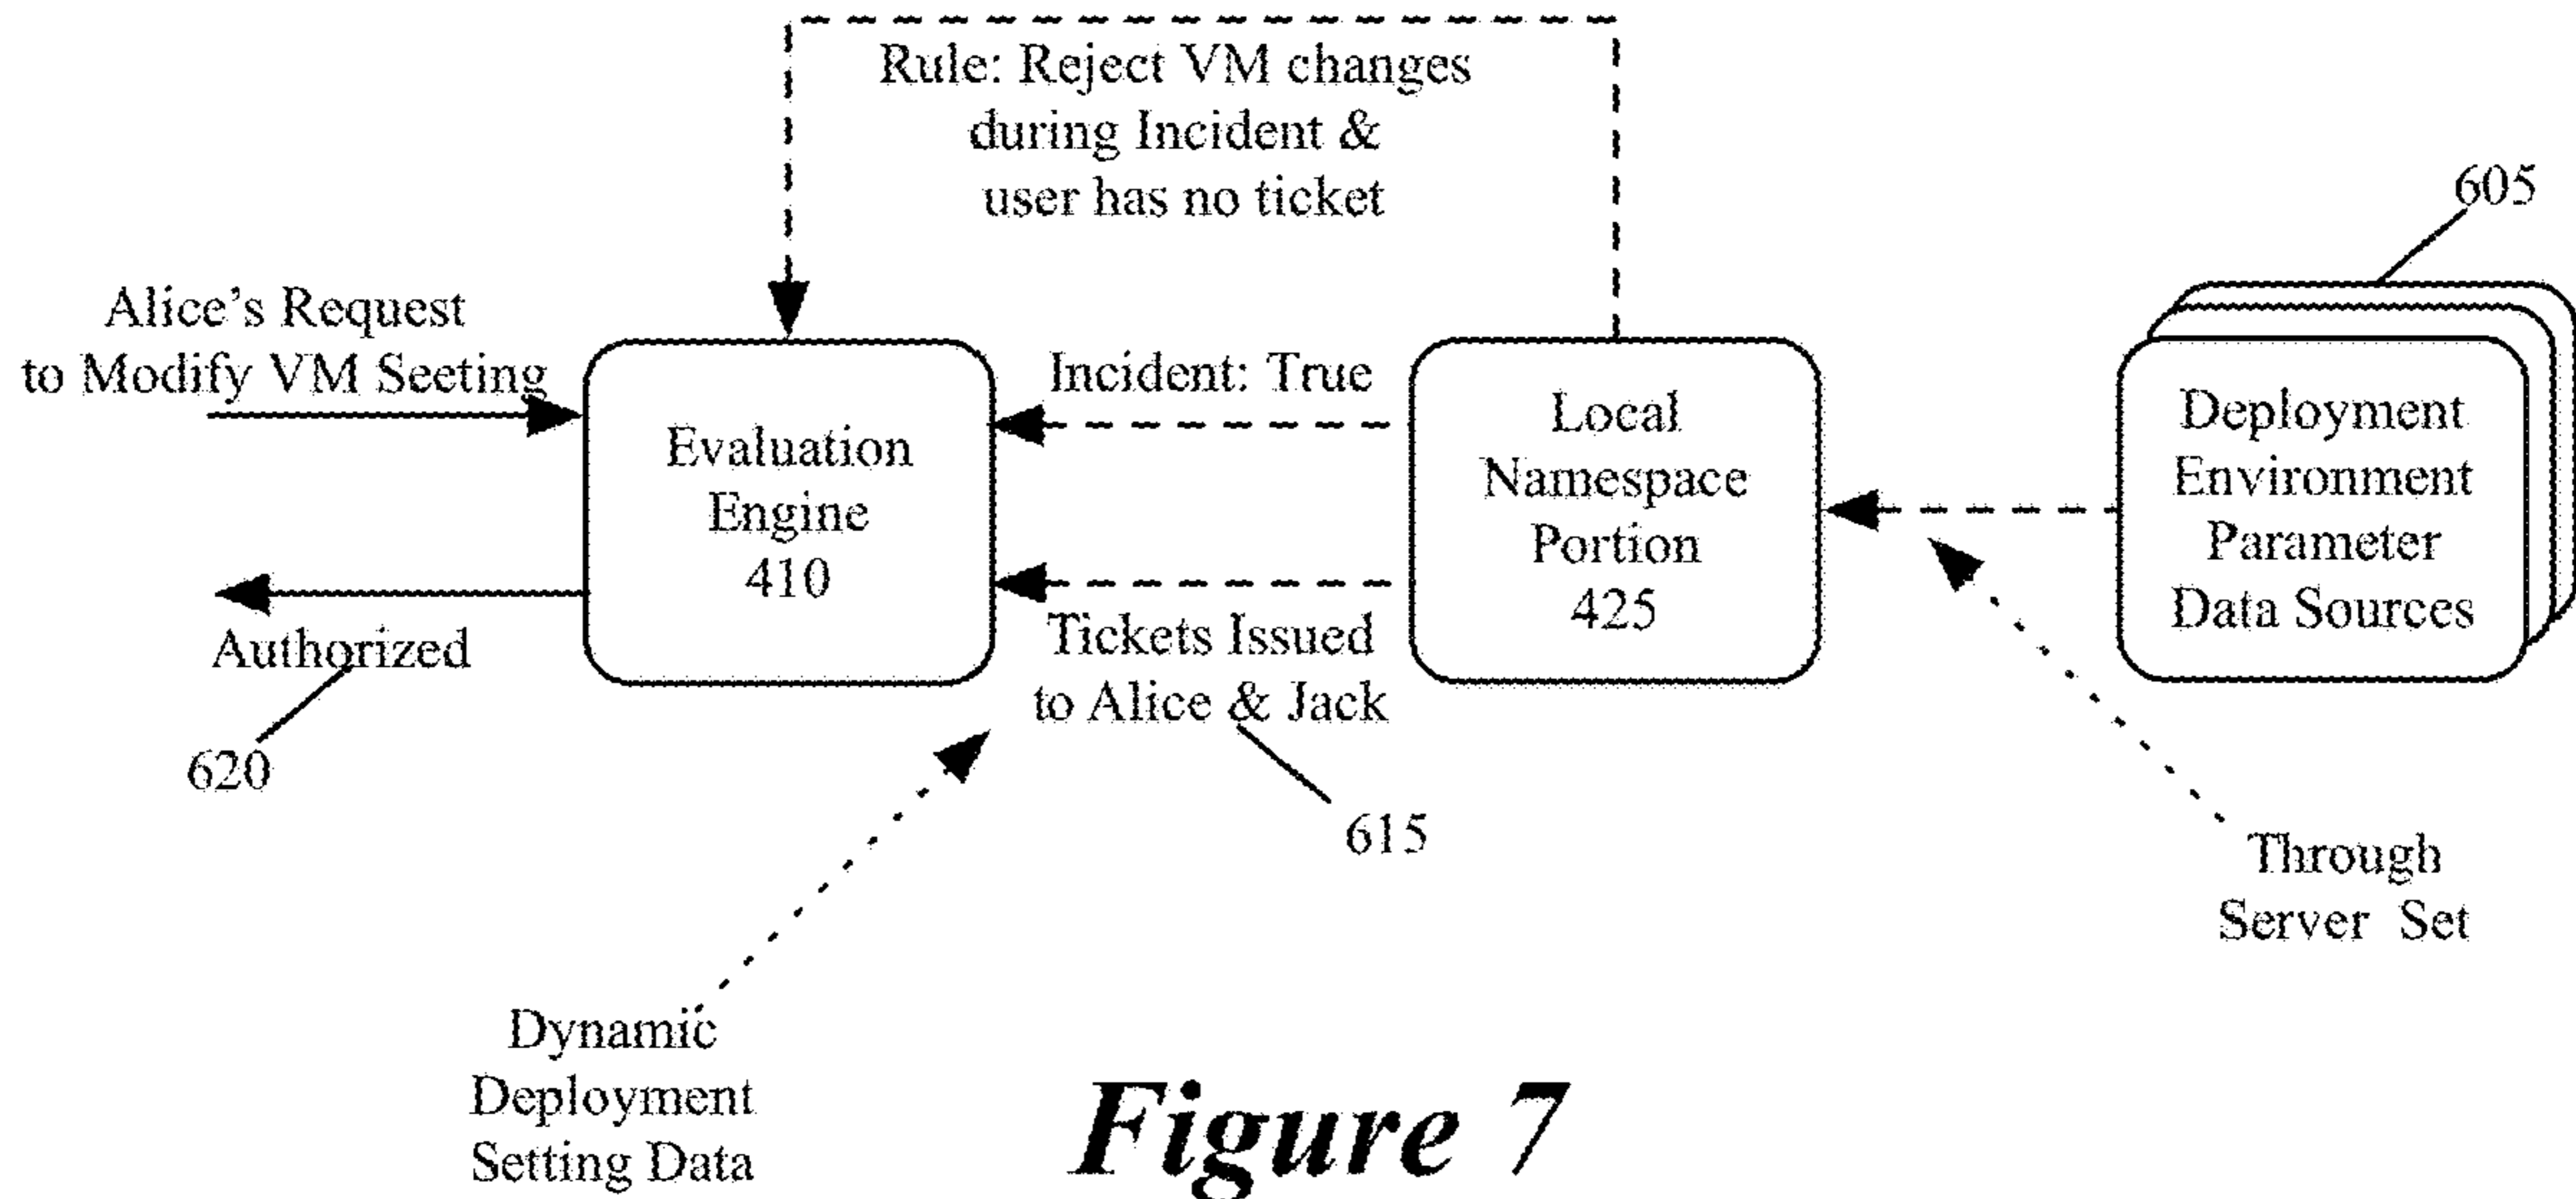 Rule: Reject VM changes
during Incident &
user has no ticket
605
Alice's Request
to Modify VM Seeting
Incident: True
Evaluation
Engine
410
Local
Namespace
Portion
425
Deployment
Environment
Parameter
Data Sources
Authorized
620
Tickets Issued
to Alice & Jack
615
Through
Server Set
Dynamic
Deployment
Setting Data
Figure 7